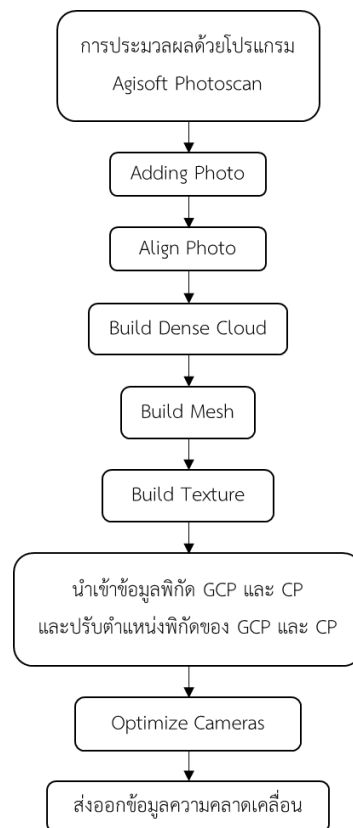 การประมวลผลด้วยโปรแกรม
Agisoft Photoscan
Adding Photo
Align Photo
Build Dense Cloud
Build Mesh
Build Texture
นำเข้าข้อมูลพิกัด GCP และ CP
และปรับตำแหน่งพิกัดของ GCP และ CP
Optimize Cameras
ส่งออกข้อมูลความคลาดเคลื่อน